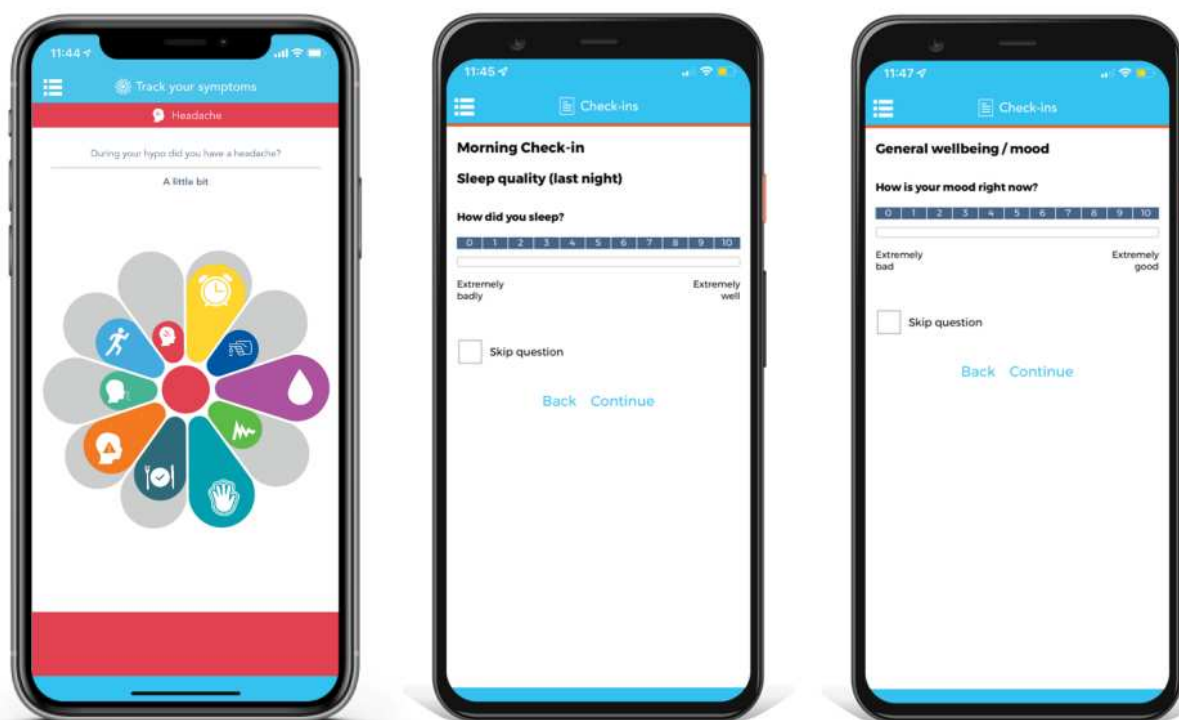 11:44
Track your symptoms
Headache
During your hypo did you have a headache?
A little bit
11:45
Check-ins
Morning Check-in
Sleep quality (last night)
How did you sleep?
0 1 2 3 4 5 6 7 8 9 10
Extremely badly
Extremely well
Skip question
Back Continue
11:47
Check-ins
General wellbeing / mood
How is your mood right now?
0 1 2 3 4 5 6 7 8 9 10
Extremely bad
Extremely good
Skip question
Back Continue